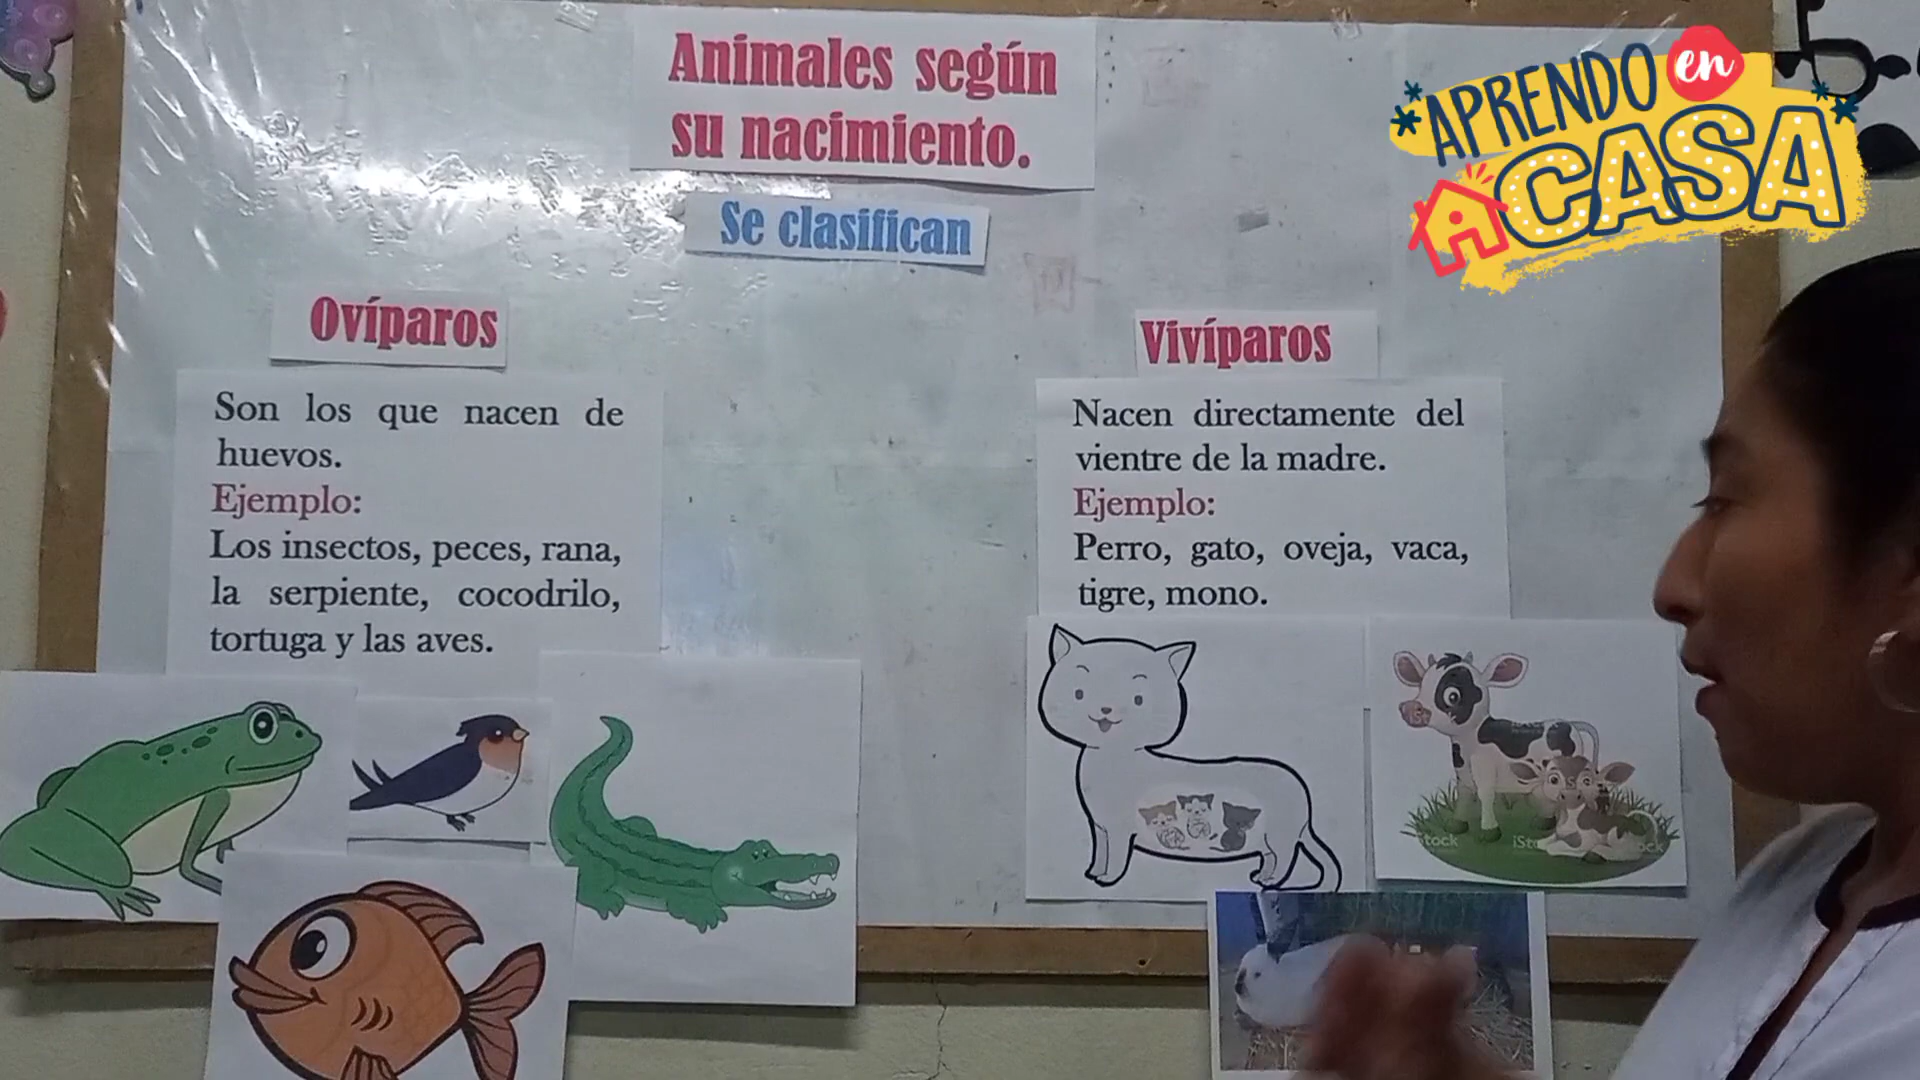 Animales según
su nacimiento.
APRENDO en
CASA
Se clasifican
Ovíparos
Son los que nacen de
huevos.
Ejemplo:
Los insectos, peces, rana,
la serpiente, cocodrilo,
tortuga y las aves.
Vivíparos
Nacen directamente del
vientre de la madre.
Ejemplo:
Perro, gato, oveja, vaca,
tigre, mono.